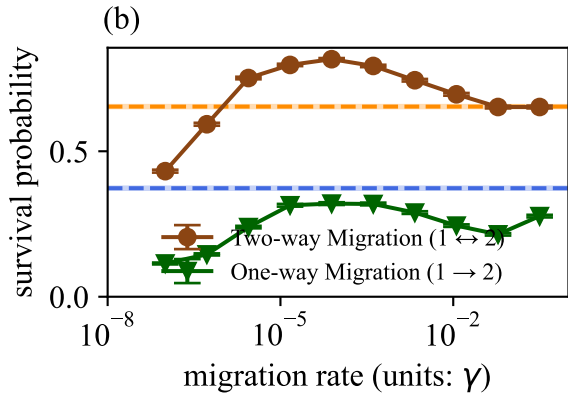 (b)
survival probability
0.5
0.0
Two-way Migration (1 ↔ 2)
One-way Migration (1 → 2)
10⁻⁸
10⁻⁵
10⁻²
migration rate (units: γ)